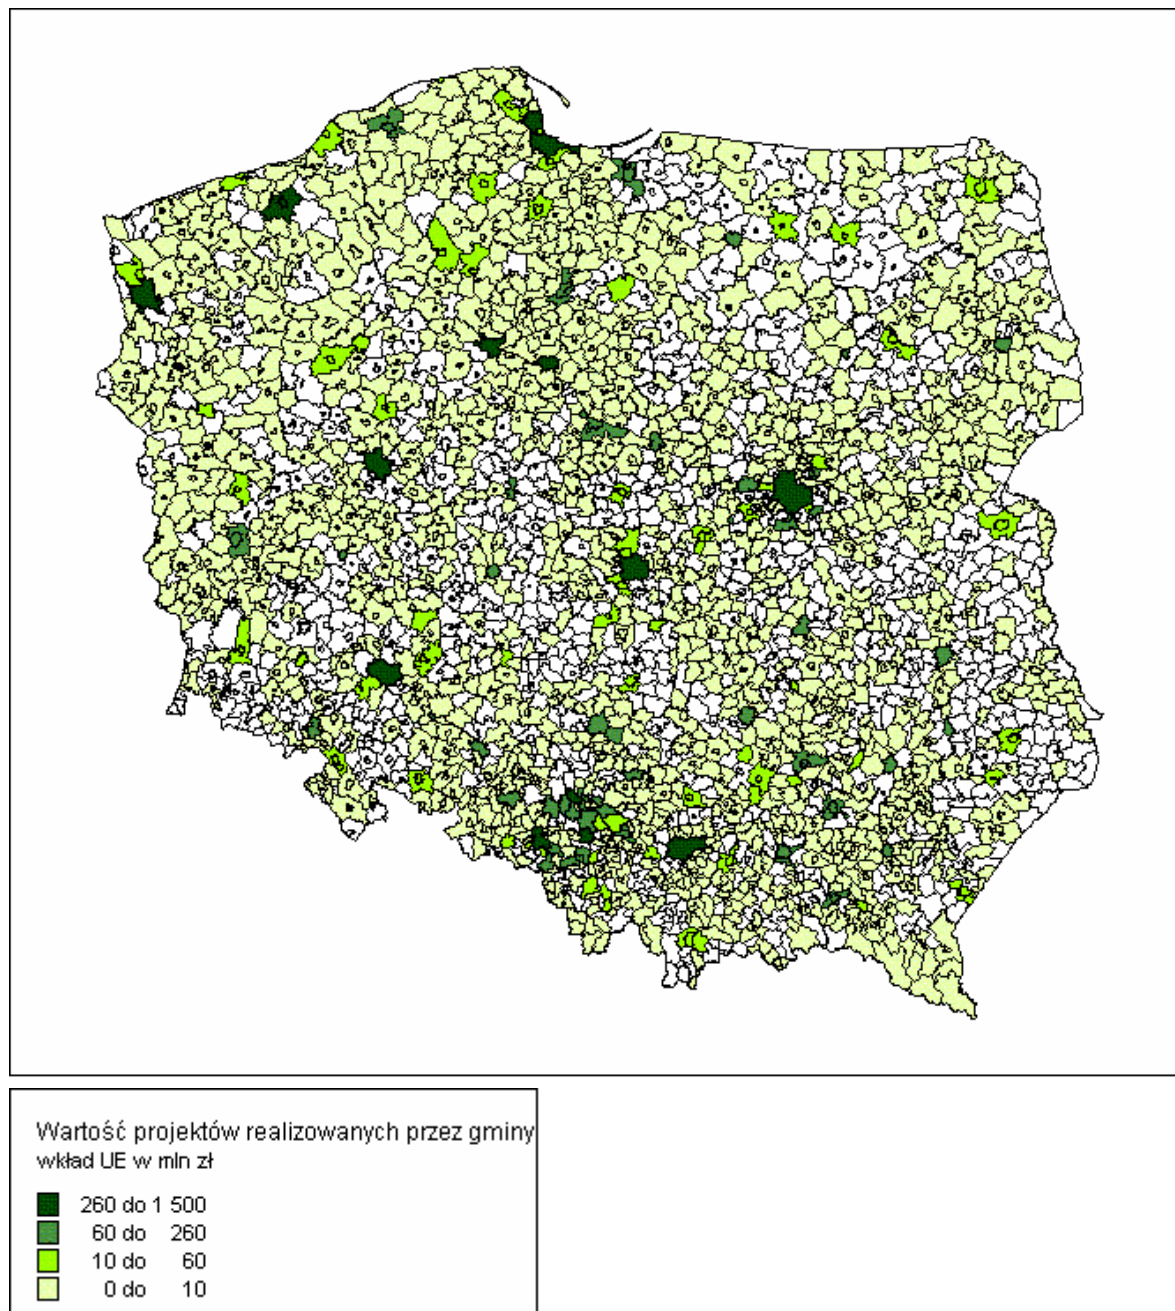 Wartość projektów realizowanych przez gminy
wkład UE w mln zł
260 do 1 500
60 do 260
10 do 60
0 do 10